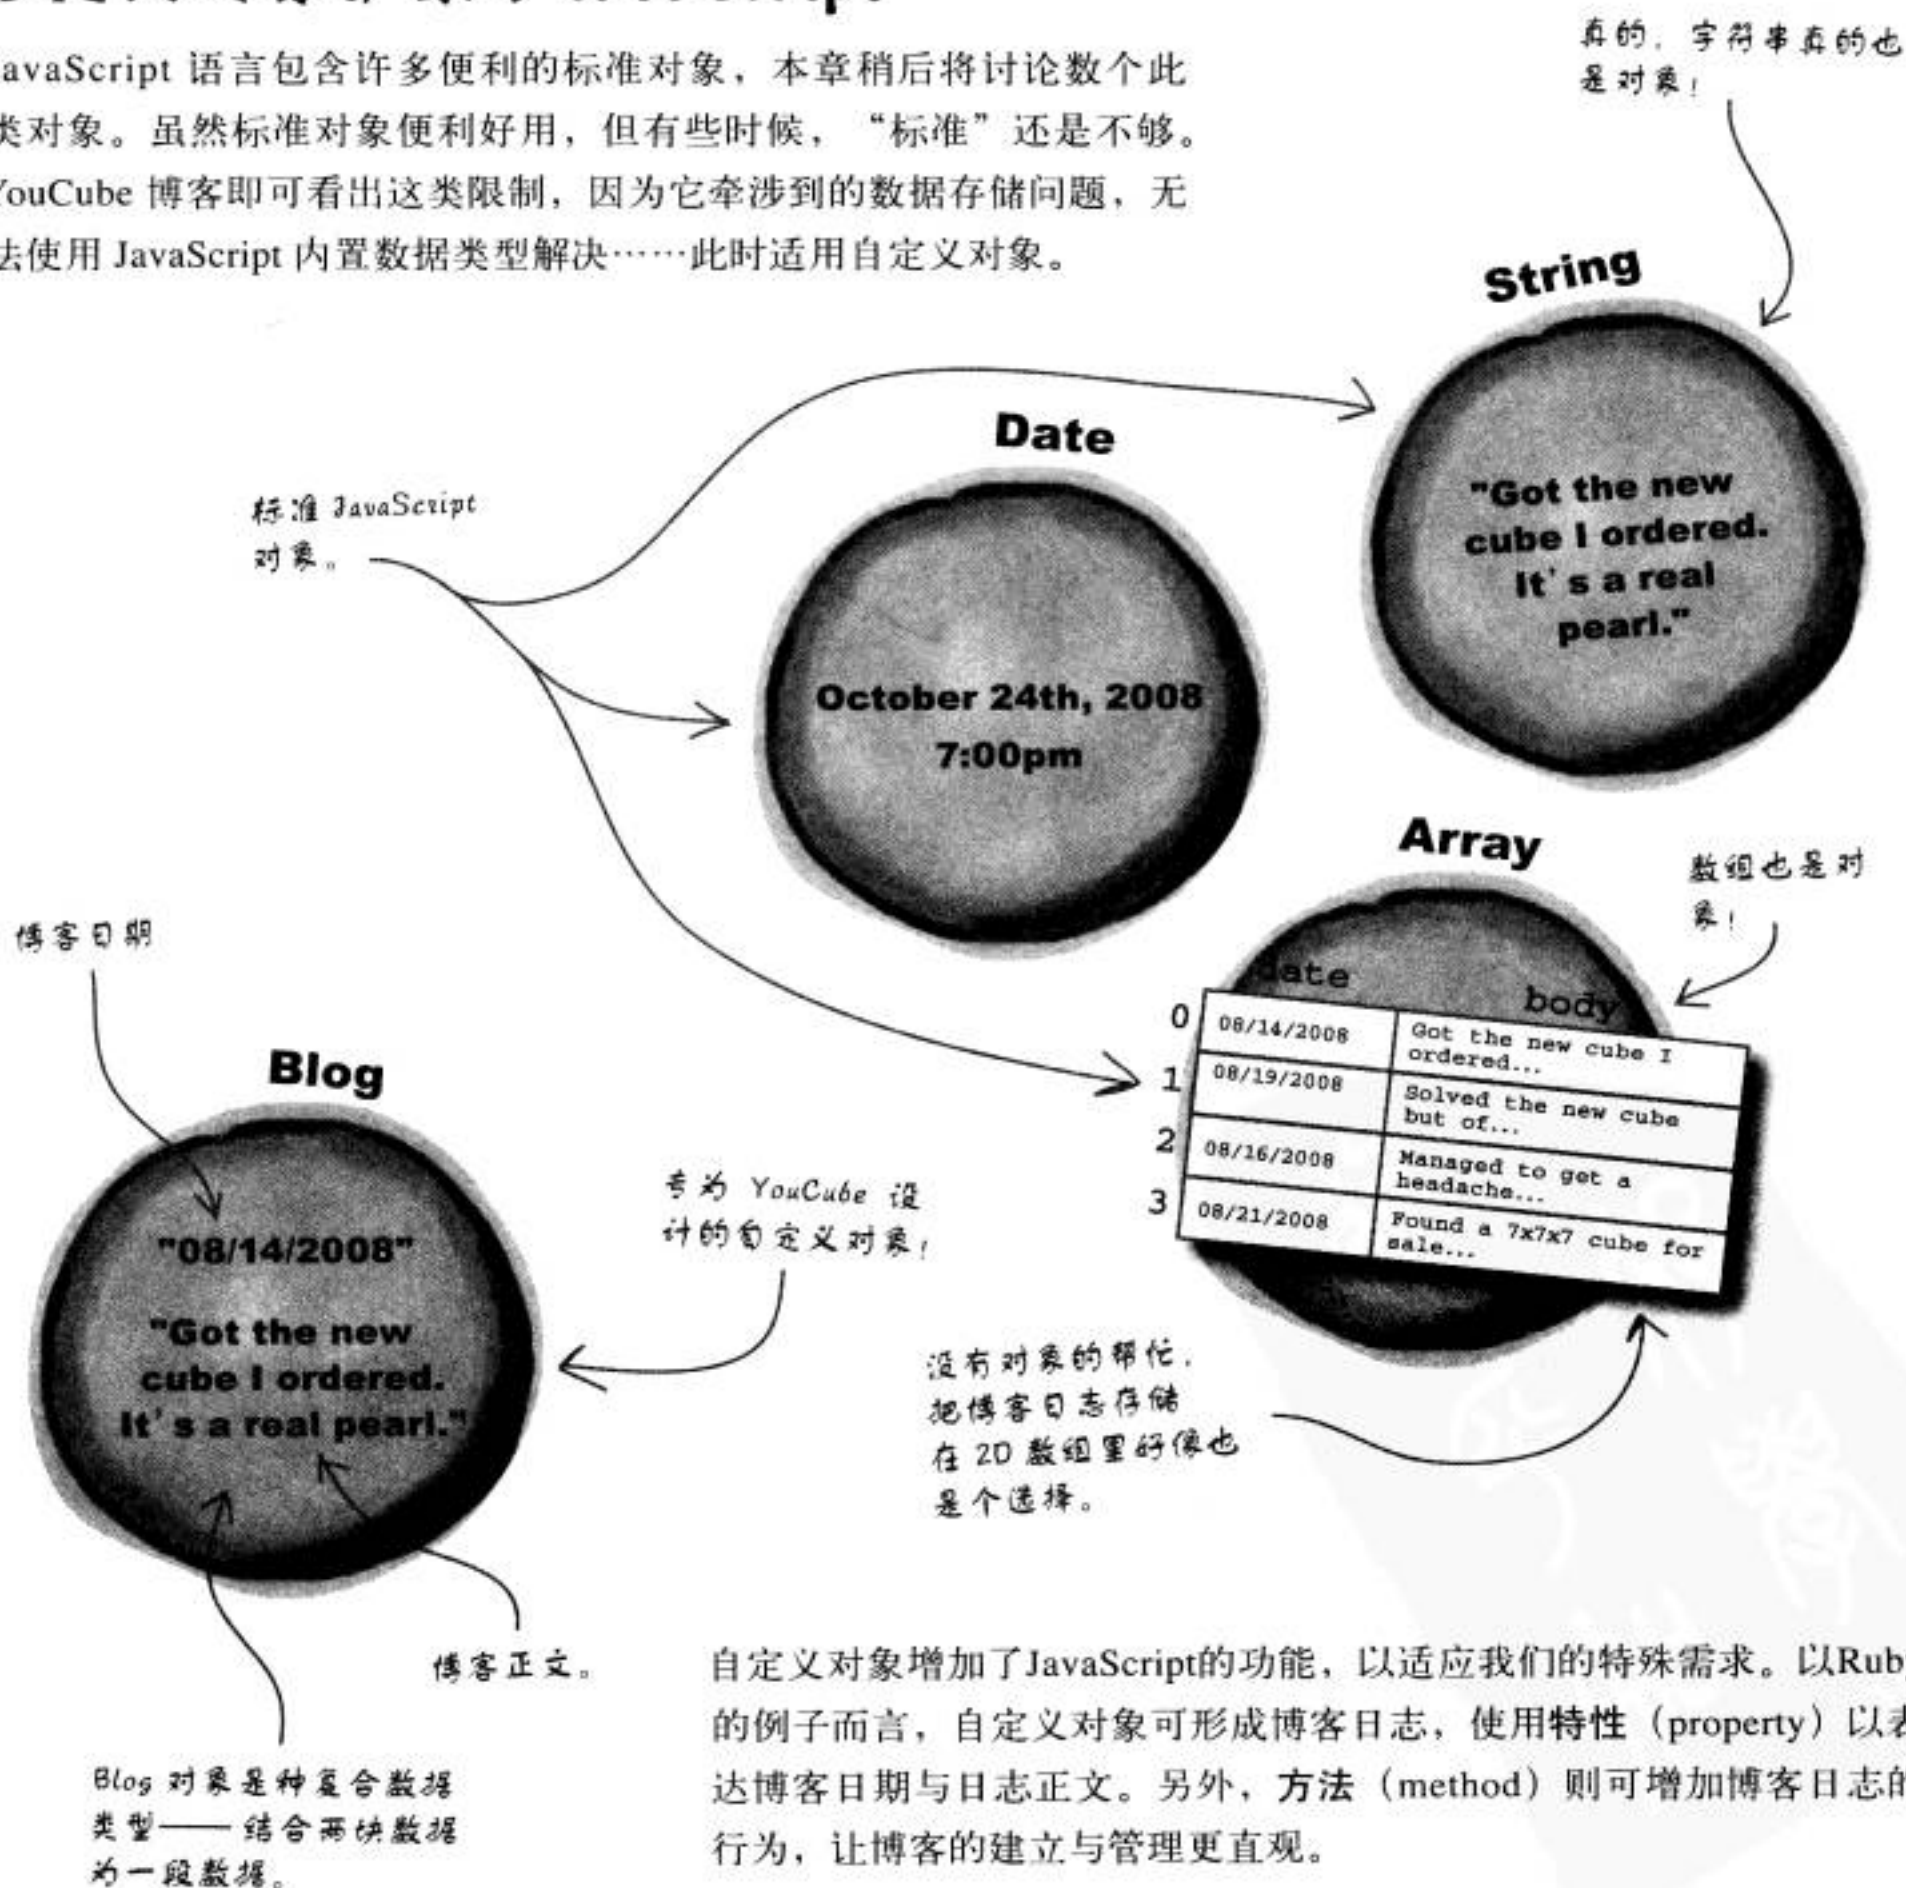 JavaScript 语言包含许多便利的标准对象，本章稍后将讨论数个此
类对象。虽然标准对象便利好用，但有些时候，“标准”还是不够。
YouCube 博客即可看出这类限制，因为它牵涉到的数据存储问题，无
法使用 JavaScript 内置数据类型解决……此时适用自定义对象。
真的，字符串真的也
是对象！
String
"Got the new
cube I ordered.
It's a real
pearl."
Date
October 24th, 2008
7:00pm
标准 JavaScript
对象。
Array
数组也是对
象！
date body
0 08/14/2008 Got the new cube I
ordered...
1 08/19/2008 Solved the new cube
but of...
2 08/16/2008 Managed to get a
headache...
3 08/21/2008 Found a 7x7x7 cube for
sale...
博客日期
Blog
"08/14/2008"
"Got the new
cube I ordered.
It's a real pearl."
专为 YouCube 设
计的自定义对象！
没有对象的帮忙，
把博客日志存储
在 2D 数组里好像也
是个选择。
博客正文。
Blog 对象是种复合数据
类型——结合两块数据
为一段数据。
自定义对象增加了JavaScript的功能，以适应我们的特殊需求。以Rub
的例子而言，自定义对象可形成博客日志，使用特性（property）以表
达博客日期与日志正文。另外，方法（method）则可增加博客日志的
行为，让博客的建立与管理更直观。